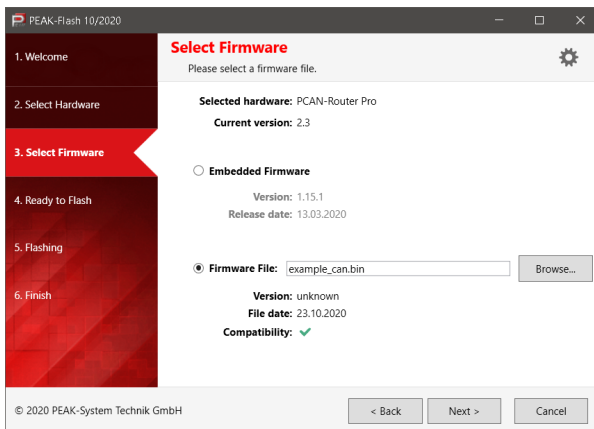 PEAK-Flash 10/2020
1. Welcome
2. Select Hardware
3. Select Firmware
4. Ready to Flash
5. Flashing
6. Finish
Select Firmware
Please select a firmware file.
Selected hardware: PCAN-Router Pro
Current version: 2.3
Embedded Firmware
Version: 1.15.1
Release date: 13.03.2020
Firmware File: example_can.bin Browse...
Version: unknown
File date: 23.10.2020
Compatibility:
© 2020 PEAK-System Technik GmbH
< Back Next > Cancel